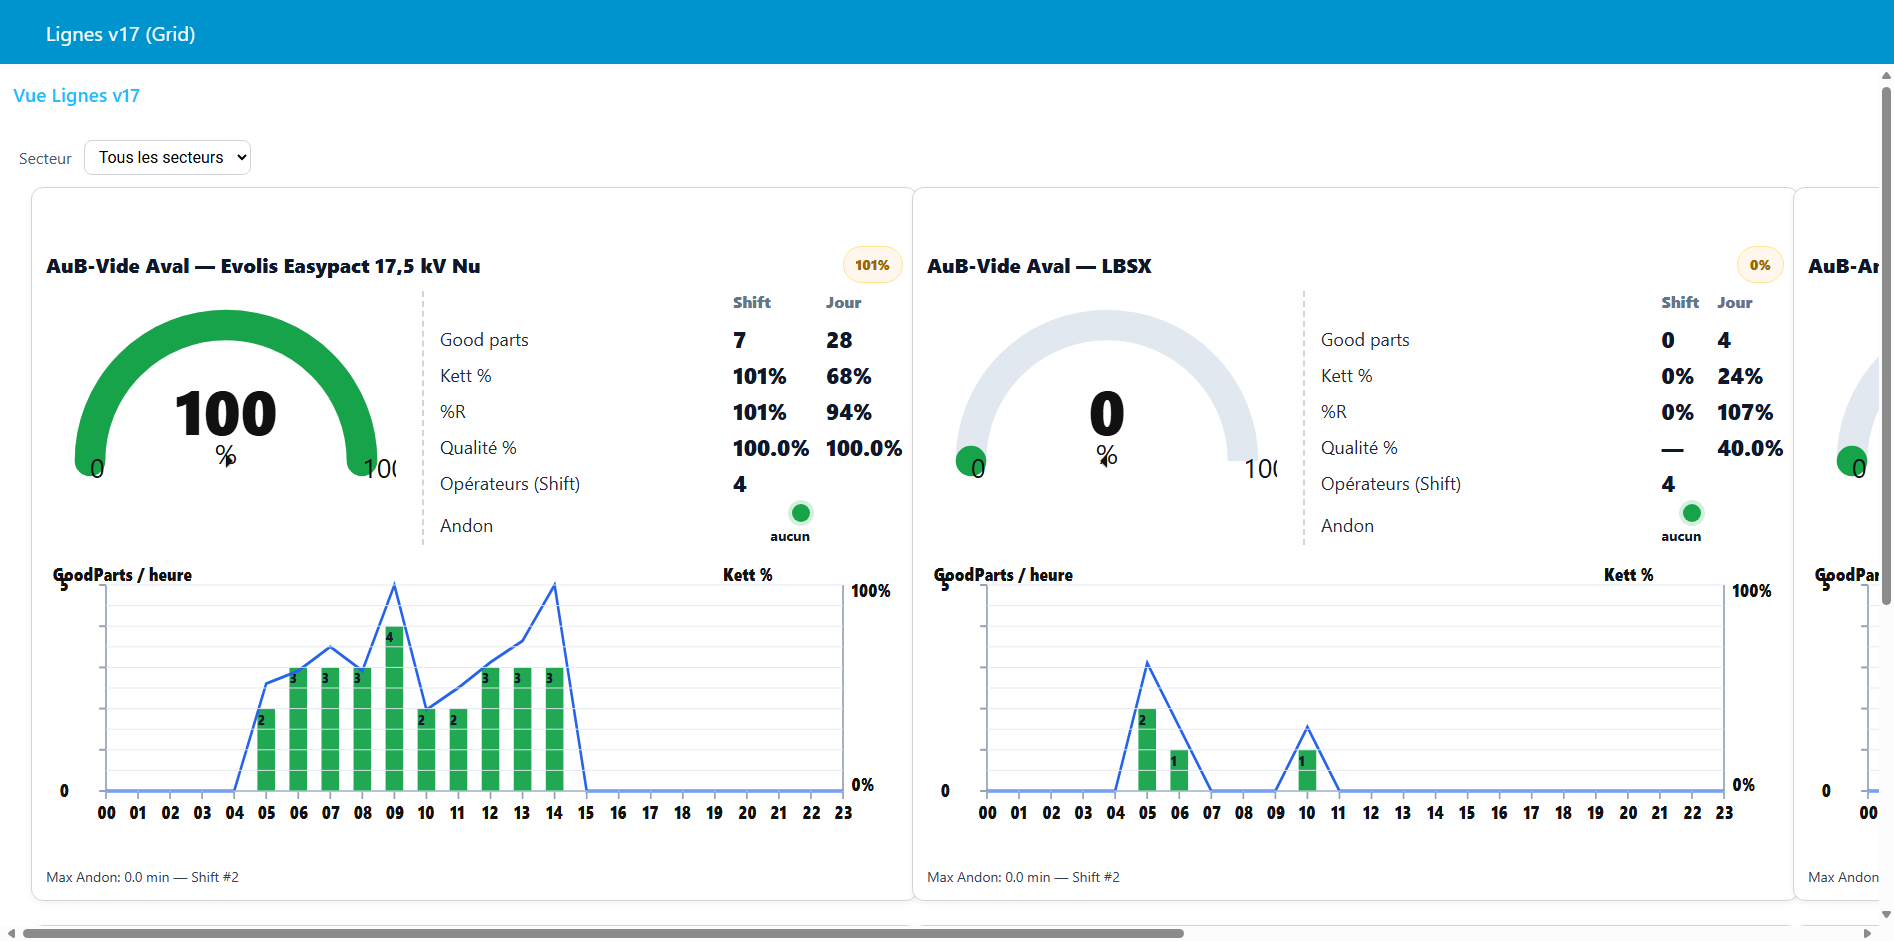 Lignes v17 (Grid)
Vue Lignes v17
Secteur Tous les secteurs
AuB-Vide Aval — Evolis Easypact 17,5 kV Nu 101%
Shift Jour
Good parts 7 28
Kett % 101% 68%
%R 101% 94%
Qualité % 100.0% 100.0%
Opérateurs (Shift) 4
Andon
aucun
100
%
0 100
GoodParts / heure Kett %
5 100%
4
3 3 3 3 3 3
2 2 2
0 0%
00 01 02 03 04 05 06 07 08 09 10 11 12 13 14 15 16 17 18 19 20 21 22 23
Max Andon: 0.0 min — Shift #2
AuB-Vide Aval — LBSX 0%
Shift Jour
Good parts 0 4
Kett % 0% 24%
%R 0% 107%
Qualité % — 40.0%
Opérateurs (Shift) 4
Andon
aucun
0
%
0 100
GoodParts / heure Kett %
5 100%
2
1 1
0 0%
00 01 02 03 04 05 06 07 08 09 10 11 12 13 14 15 16 17 18 19 20 21 22 23
Max Andon: 0.0 min — Shift #2
0
GoodPar
5
0
00
Max Andon